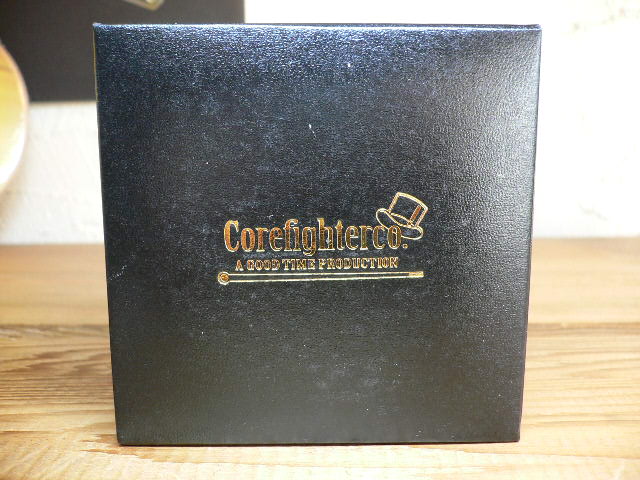 Corefighterco.
A GOOD TIME PRODUCTION